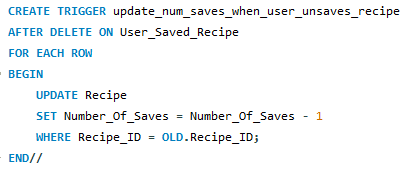 CREATE TRIGGER update_num_saves_when_user_unsaves_recipe
AFTER DELETE ON User_Saved_Recipe
FOR EACH ROW
BEGIN
    UPDATE Recipe
    SET Number_Of_Saves = Number_Of_Saves - 1
    WHERE Recipe_ID = OLD.Recipe_ID;
END//